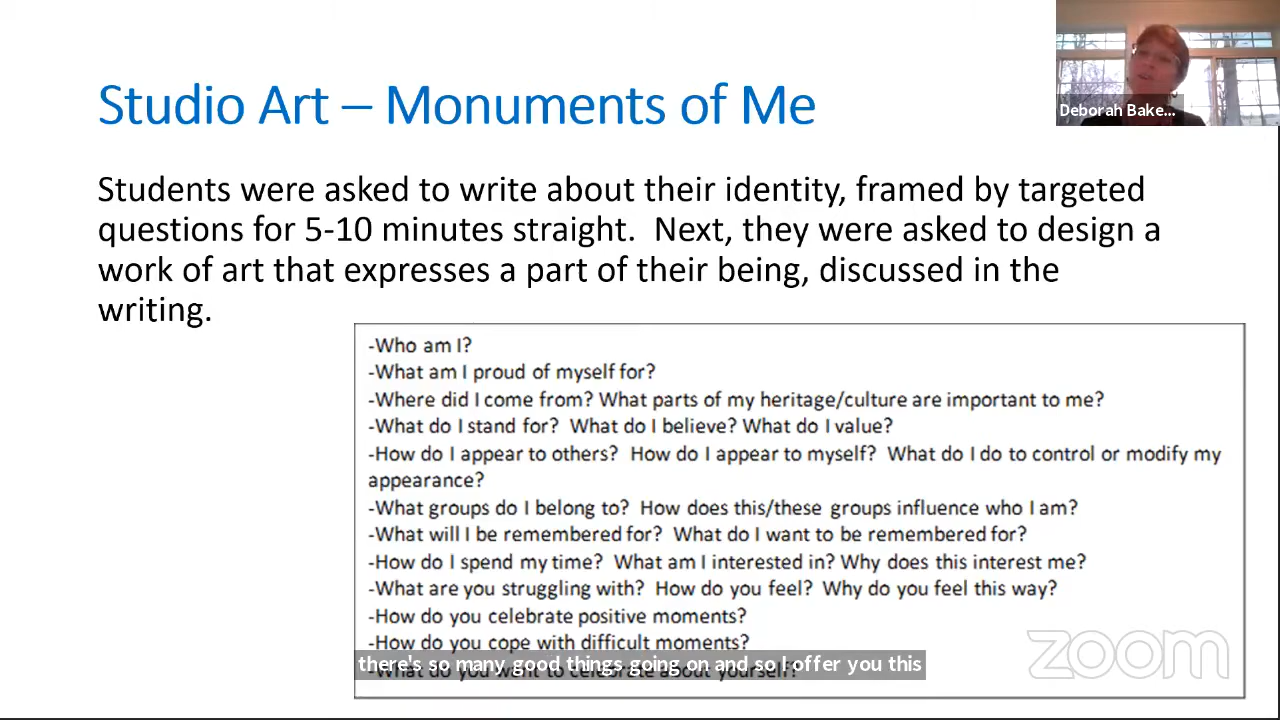 Studio Art – Monuments of Me
Deborah Bake...
Students were asked to write about their identity, framed by targeted
questions for 5-10 minutes straight.  Next, they were asked to design a
work of art that expresses a part of their being, discussed in the
writing.
-Who am I?
-What am I proud of myself for?
-Where did I come from? What parts of my heritage/culture are important to me?
-What do I stand for?  What do I believe? What do I value?
-How do I appear to others?  How do I appear to myself?  What do I do to control or modify my
appearance?
-What groups do I belong to?  How does this/these groups influence who I am?
-What will I be remembered for?  What do I want to be remembered for?
-How do I spend my time?  What am I interested in? Why does this interest me?
-What are you struggling with?  How do you feel?  Why do you feel this way?
-How do you celebrate positive moments?
-How do you cope with difficult moments?
there's so many good things going on and so I offer you this
-What do you want to celebrate about yourself?
zoom